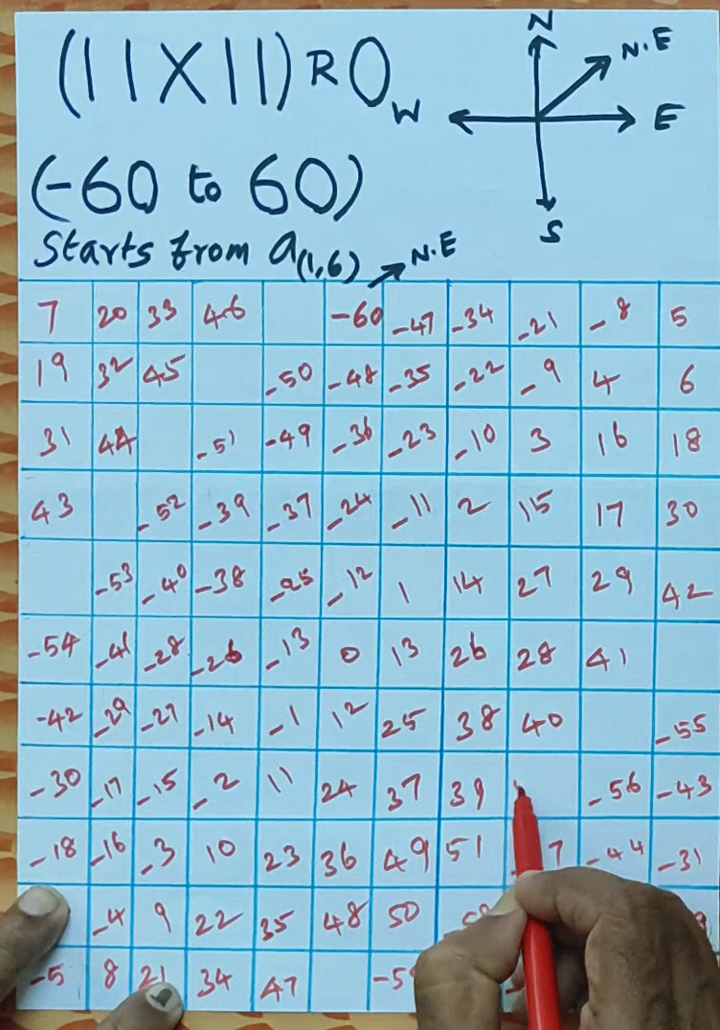 N
(11X11) RO W N.E E
(-60 to 60) S
Starts from a(1,6) N.E
7 20 33 46 -60 -47 -34 -21 -8 5
19 32 45 -50 -48 -35 -22 -9 4 6
31 44 -51 -49 -36 -23 -10 3 16 18
43 -52 -39 -37 -24 -11 2 15 17 30
-53 -40 -38 -25 -12 1 14 27 29 42
-54 -41 -28 -26 -13 0 13 26 28 41
-42 -29 -27 -14 -1 12 25 38 40 -55
-30 -17 -15 -2 11 24 37 39 -56 -43
-18 -16 -3 10 23 36 49 51 -44 -31
-4 9 22 35 48 50
-5 8 21 34 47